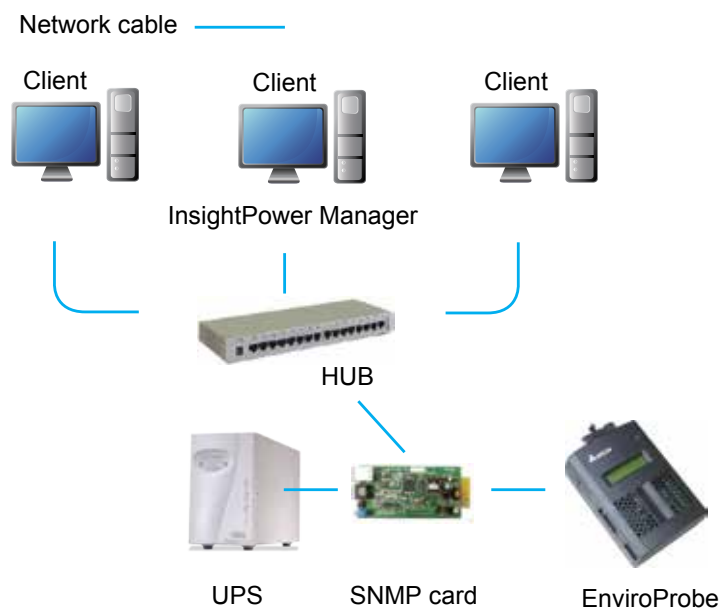 Network cable
Client
Client
Client
InsightPower Manager
HUB
UPS
SNMP card
EnviroProbe